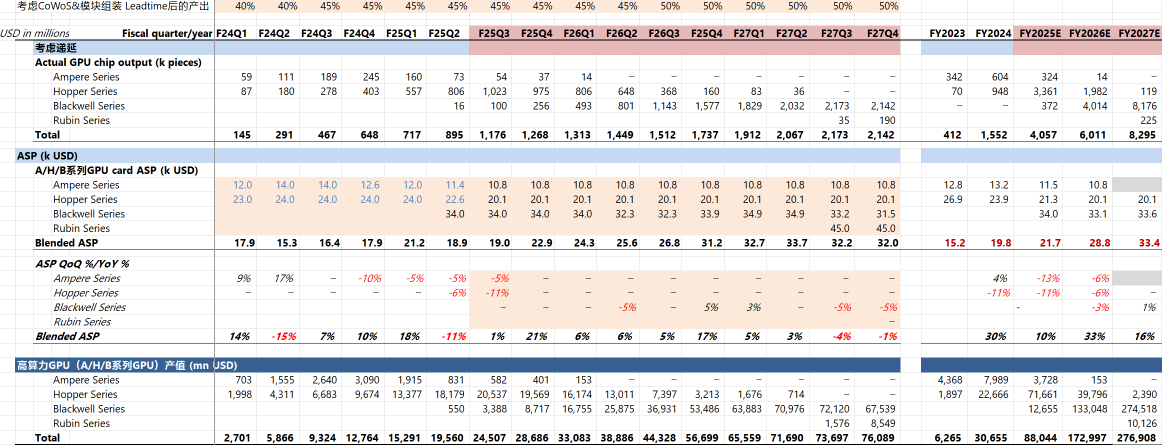 考虑CoWoS&模块组装 Leadtime后的产出 40% 40% 45% 45% 45% 45% 45% 45% 45% 50% 50% 50% 50% 50% 50% 50%
USD in millions Fiscal quarter/year F24Q1 F24Q2 F24Q3 F24Q4 F25Q1 F25Q2 F25Q3 F25Q4 F26Q1 F26Q2 F26Q3 F26Q4 F27Q1 F27Q2 F27Q3 F27Q4 FY2023 FY2024 FY2025E FY2026E FY2027E
考虑递延
Actual GPU chip output (k pieces)
Ampere Series 59 111 189 245 160 73 54 37 14 – – – – – – – 342 604 324 14 –
Hopper Series 87 180 278 403 557 806 1,023 975 806 648 368 160 83 36 – – 70 948 3,361 1,982 119
Blackwell Series 16 100 256 493 801 1,143 1,577 1,829 2,032 2,173 2,142 – – 372 4,014 8,176
Rubin Series 35 190 225
Total 145 291 467 648 717 895 1,176 1,268 1,313 1,449 1,512 1,737 1,912 2,067 2,173 2,142 412 1,552 4,057 6,011 8,295
ASP (k USD)
A/H/B系列GPU card ASP (k USD)
Ampere Series 12.0 14.0 14.0 12.6 12.0 11.4 10.8 10.8 10.8 10.8 10.8 10.8 10.8 10.8 10.8 10.8 12.8 13.2 11.5 10.8
Hopper Series 23.0 24.0 24.0 24.0 24.0 22.6 20.1 20.1 20.1 20.1 20.1 20.1 20.1 20.1 20.1 20.1 26.9 23.9 21.3 20.1 20.1
Blackwell Series 34.0 34.0 34.0 34.0 32.3 32.3 33.9 34.9 34.9 33.2 31.5 34.0 33.1 33.6
Rubin Series 45.0 45.0
Blended ASP 17.9 15.3 16.4 17.9 21.2 18.9 19.0 22.9 24.3 25.6 26.8 31.2 32.7 33.7 32.2 32.0 15.2 19.8 21.7 28.8 33.4
ASP QoQ %/YoY %
Ampere Series 9% 17% – -10% -5% -5% -5% – – – – – – – – – 4% -13% -6%
Hopper Series – – – – – -6% -11% – – – – – – – – – -11% -11% -6% –
Blackwell Series – – – -5% – 5% 3% – -5% -5% - -3% 1%
Rubin Series –
Blended ASP 14% -15% 7% 10% 18% -11% 1% 21% 6% 6% 5% 17% 5% 3% -4% -1% 30% 10% 33% 16%
高算力GPU（A/H/B系列GPU）产值 (mn USD)
Ampere Series 703 1,555 2,640 3,090 1,915 831 582 401 153 – – – – – – – 4,368 7,989 3,728 153 –
Hopper Series 1,998 4,311 6,683 9,674 13,377 18,179 20,537 19,569 16,174 13,011 7,397 3,213 1,676 714 – – 1,897 22,666 71,661 39,796 2,390
Blackwell Series 550 3,388 8,717 16,755 25,875 36,931 53,486 63,883 70,976 72,120 67,539 12,655 133,048 274,518
Rubin Series 1,576 8,549 10,126
Total 2,701 5,866 9,324 12,764 15,291 19,560 24,507 28,686 33,083 38,886 44,328 56,699 65,559 71,690 73,697 76,089 6,265 30,655 88,044 172,997 276,908